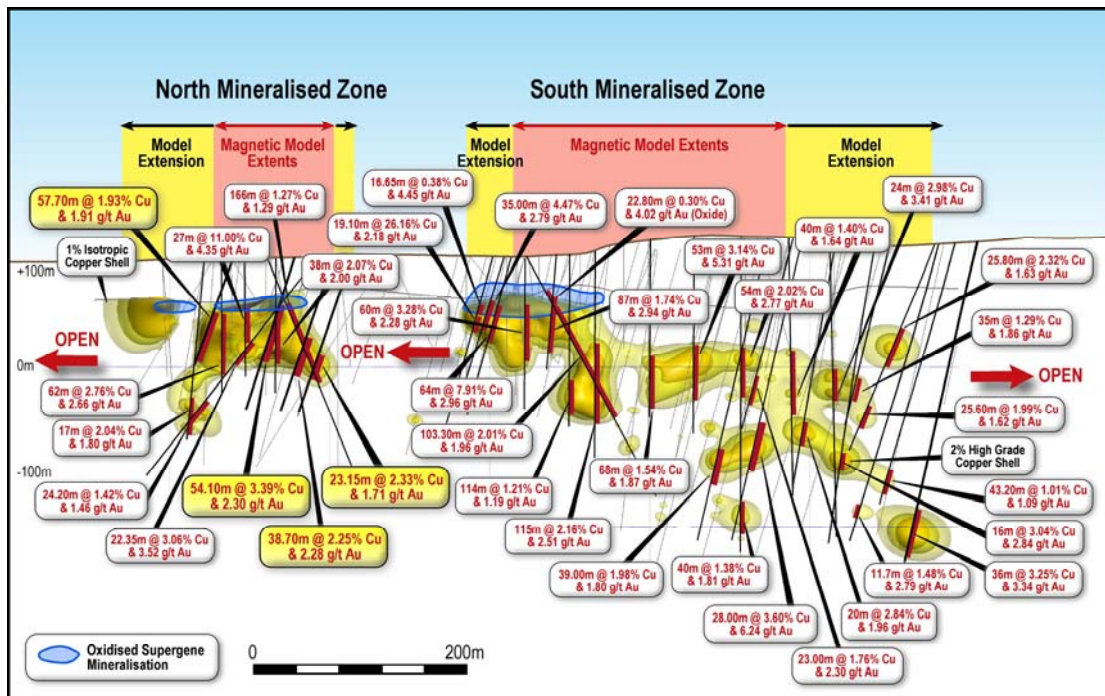 North Mineralised Zone
South Mineralised Zone
Model
Extension
Magnetic Model
Extents
Model
Extension
Magnetic Model Extents
Model
Extension
57.70m @ 1.93% Cu
& 1.91 g/t Au
166m @ 1.27% Cu
& 1.29 g/t Au
16.65m @ 0.38% Cu
& 4.45 g/t Au
35.00m @ 4.47% Cu
& 2.79 g/t Au
22.80m @ 0.30% Cu
& 4.02 g/t Au (Oxide)
24m @ 2.98% Cu
& 3.41 g/t Au
27m @ 11.00% Cu
& 4.35 g/t Au
19.10m @ 26.16% Cu
& 2.18 g/t Au
40m @ 1.40% Cu
& 1.64 g/t Au
1% Isotropic
Copper Shell
38m @ 2.07% Cu
& 2.00 g/t Au
53m @ 3.14% Cu
& 5.31 g/t Au
25.80m @ 2.32% Cu
& 1.63 g/t Au
+100m
60m @ 3.28% Cu
& 2.28 g/t Au
87m @ 1.74% Cu
& 2.94 g/t Au
54m @ 2.02% Cu
& 2.77 g/t Au
35m @ 1.29% Cu
& 1.86 g/t Au
OPEN
OPEN
0m
OPEN
62m @ 2.76% Cu
& 2.66 g/t Au
64m @ 7.91% Cu
& 2.96 g/t Au
25.60m @ 1.99% Cu
& 1.62 g/t Au
17m @ 2.04% Cu
& 1.80 g/t Au
103.30m @ 2.01% Cu
& 1.96 g/t Au
2% High Grade
Copper Shell
-100m
24.20m @ 1.42% Cu
& 1.46 g/t Au
54.10m @ 3.39% Cu
& 2.30 g/t Au
23.15m @ 2.33% Cu
& 1.71 g/t Au
114m @ 1.21% Cu
& 1.19 g/t Au
68m @ 1.54% Cu
& 1.87 g/t Au
43.20m @ 1.01% Cu
& 1.09 g/t Au
22.35m @ 3.06% Cu
& 3.52 g/t Au
38.70m @ 2.25% Cu
& 2.28 g/t Au
115m @ 2.16% Cu
& 2.51 g/t Au
16m @ 3.04% Cu
& 2.84 g/t Au
39.00m @ 1.98% Cu
& 1.80 g/t Au
40m @ 1.38% Cu
& 1.81 g/t Au
11.7m @ 1.48% Cu
& 2.79 g/t Au
36m @ 3.25% Cu
& 3.34 g/t Au
28.00m @ 3.60% Cu
& 6.24 g/t Au
20m @ 2.84% Cu
& 1.96 g/t Au
23.00m @ 1.76% Cu
& 2.30 g/t Au
Oxidised Supergene
Mineralisation
0
200m